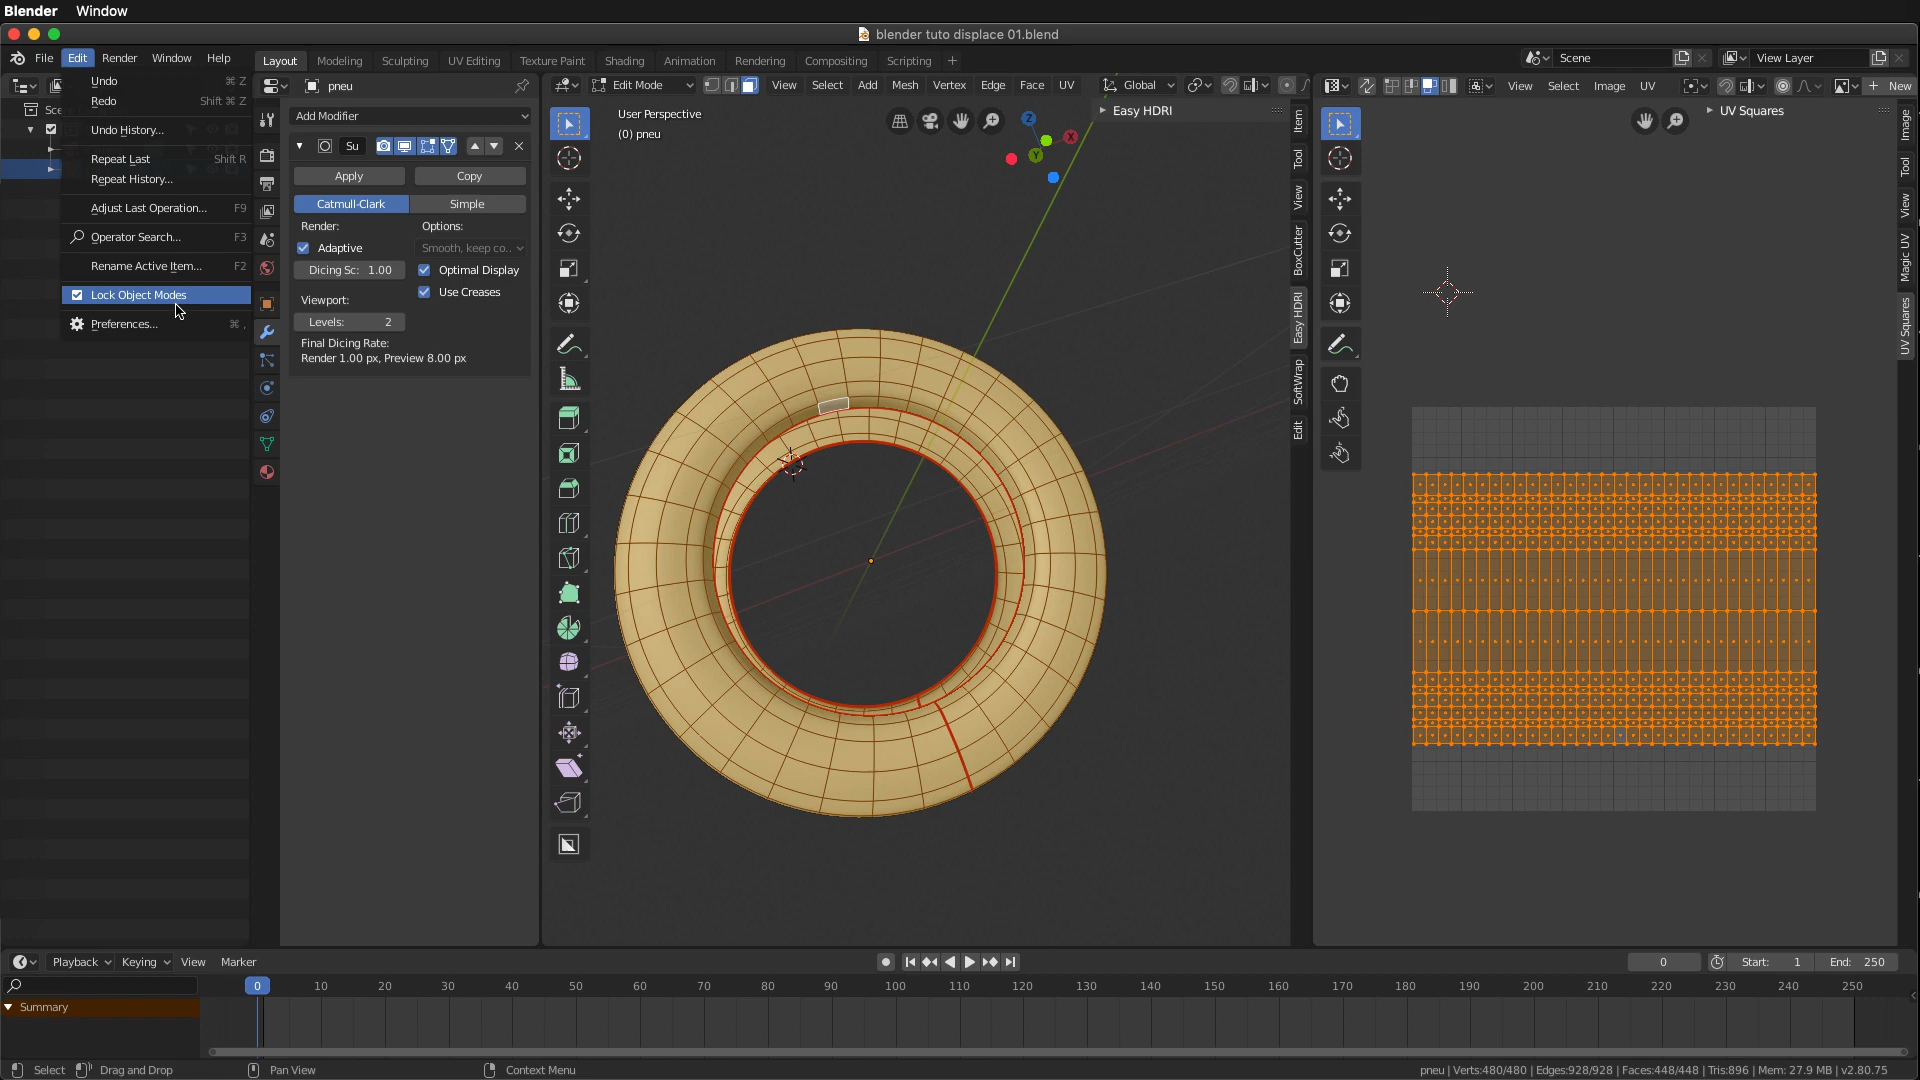 Blender Window
blender tuto displace 01.blend
File Edit Render Window Help
Layout Modeling Sculpting UV Editing Texture Paint Shading Animation Rendering Compositing Scripting +
Scene View Layer
pneu
Edit Mode View Select Add Mesh Vertex Edge Face UV Global
View Select Image UV New
Undo ⌘ Z
Redo Shift ⌘ Z
Undo History...
Repeat Last Shift R
Repeat History...
Adjust Last Operation... F9
Operator Search... F3
Rename Active Item... F2
Lock Object Modes
Preferences... ⌘ ,
Add Modifier
Su
Apply Copy
Catmull-Clark Simple
Render: Options:
Adaptive Smooth, keep co..
Dicing Sc: 1.00 Optimal Display
Use Creases
Viewport:
Levels: 2
Final Dicing Rate:
Render 1.00 px, Preview 8.00 px
User Perspective
(0) pneu
Z
X
Y
Easy HDRI
Item
Tool
View
BoxCutter
Easy HDRI
SoftWrap
Edit
UV Squares
Image
Tool
View
Magic UV
UV Squares
Playback Keying View Marker
0 Start: 1 End: 250
0 10 20 30 40 50 60 70 80 90 100 110 120 130 140 150 160 170 180 190 200 210 220 230 240 250
Summary
Select Drag and Drop Pan View Context Menu
pneu | Verts:480/480 | Edges:928/928 | Faces:448/448 | Tris:896 | Mem: 27.9 MB | v2.80.75